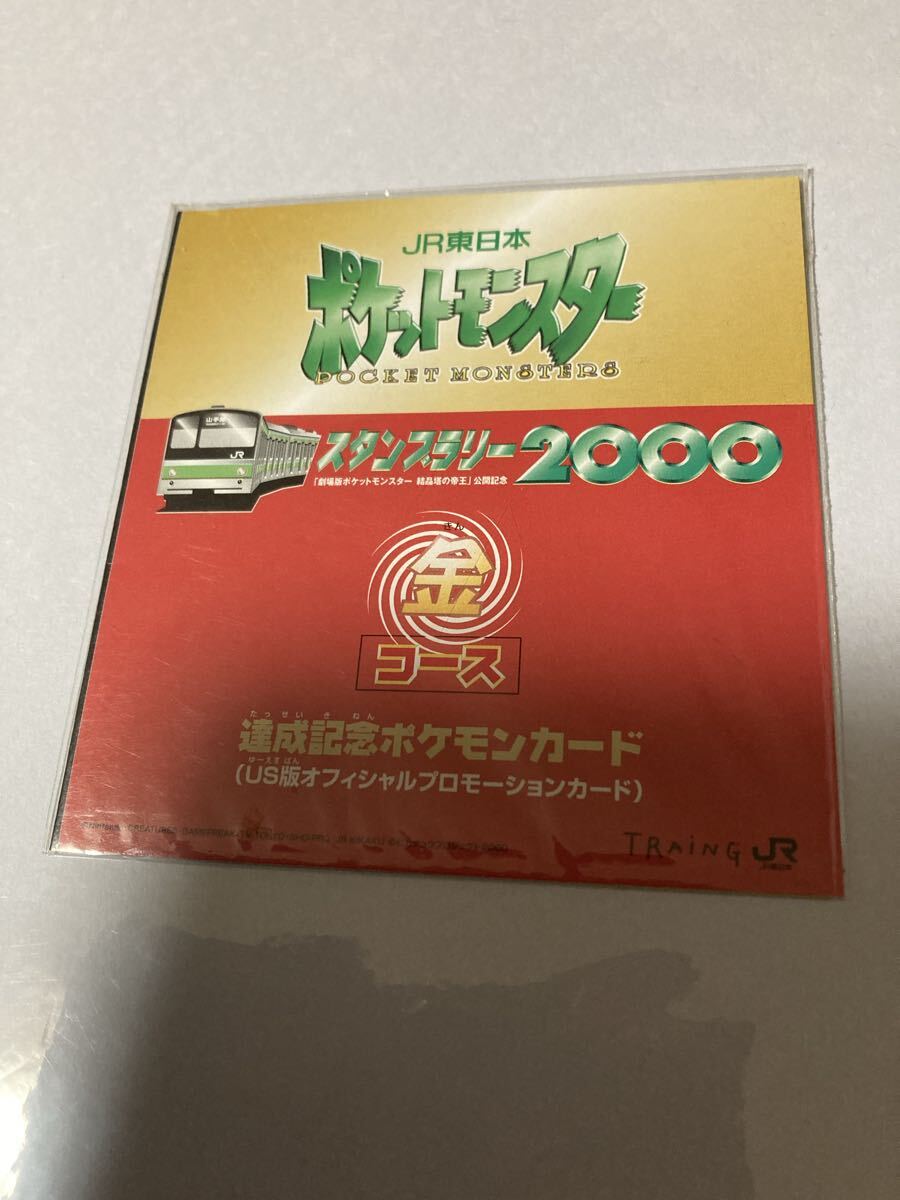 JR東日本
ポケットモンスター
POCKET MONSTERS
山手線
JR
スタンプラリー2000
「劇場版ポケットモンスター 結晶塔の帝王」公開記念
きん
金
コース
たっせいきねん
達成記念ポケモンカード
ゆーえすばん
(US版オフィシャルプロモーションカード)
TRAiNG JR